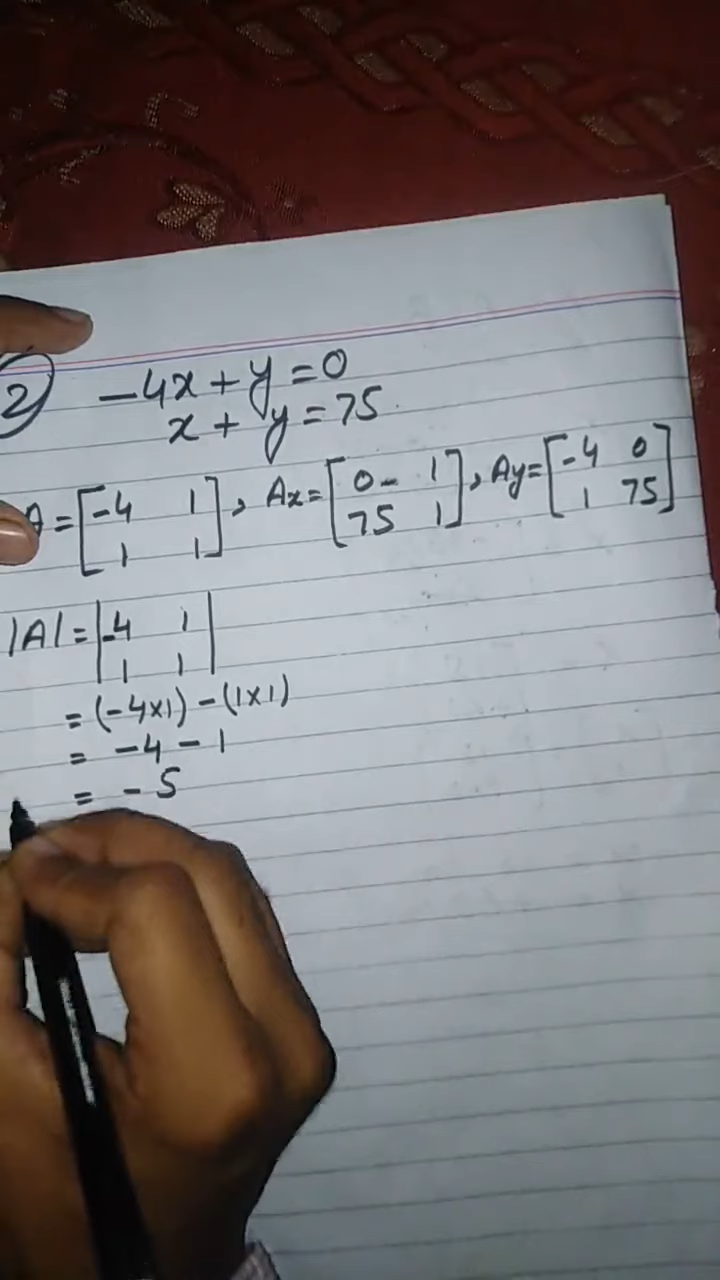 2 -4x + y = 0
x + y = 75
A = [-4 1], Ax = [0- 1], Ay = [-4 0]
[1 1] [75 1] [1 75]
|A| = |-4 1|
|1 1|
= (-4×1) - (1×1)
= -4 - 1
= -5